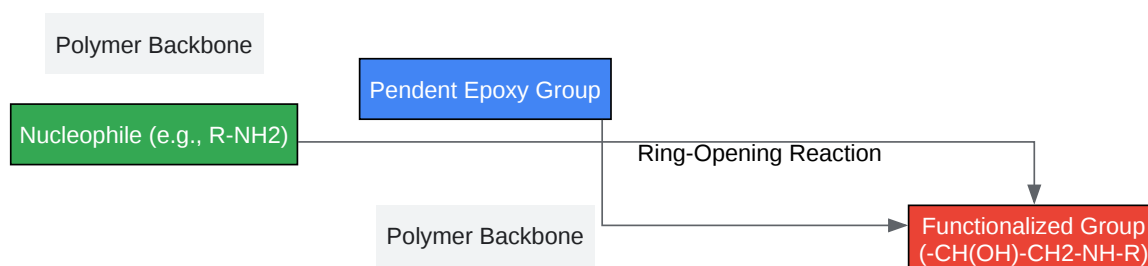 Polymer Backbone
Pendent Epoxy Group
Nucleophile (e.g., R-NH2)
Ring-Opening Reaction
Polymer Backbone
Functionalized Group
(-CH(OH)-CH2-NH-R)